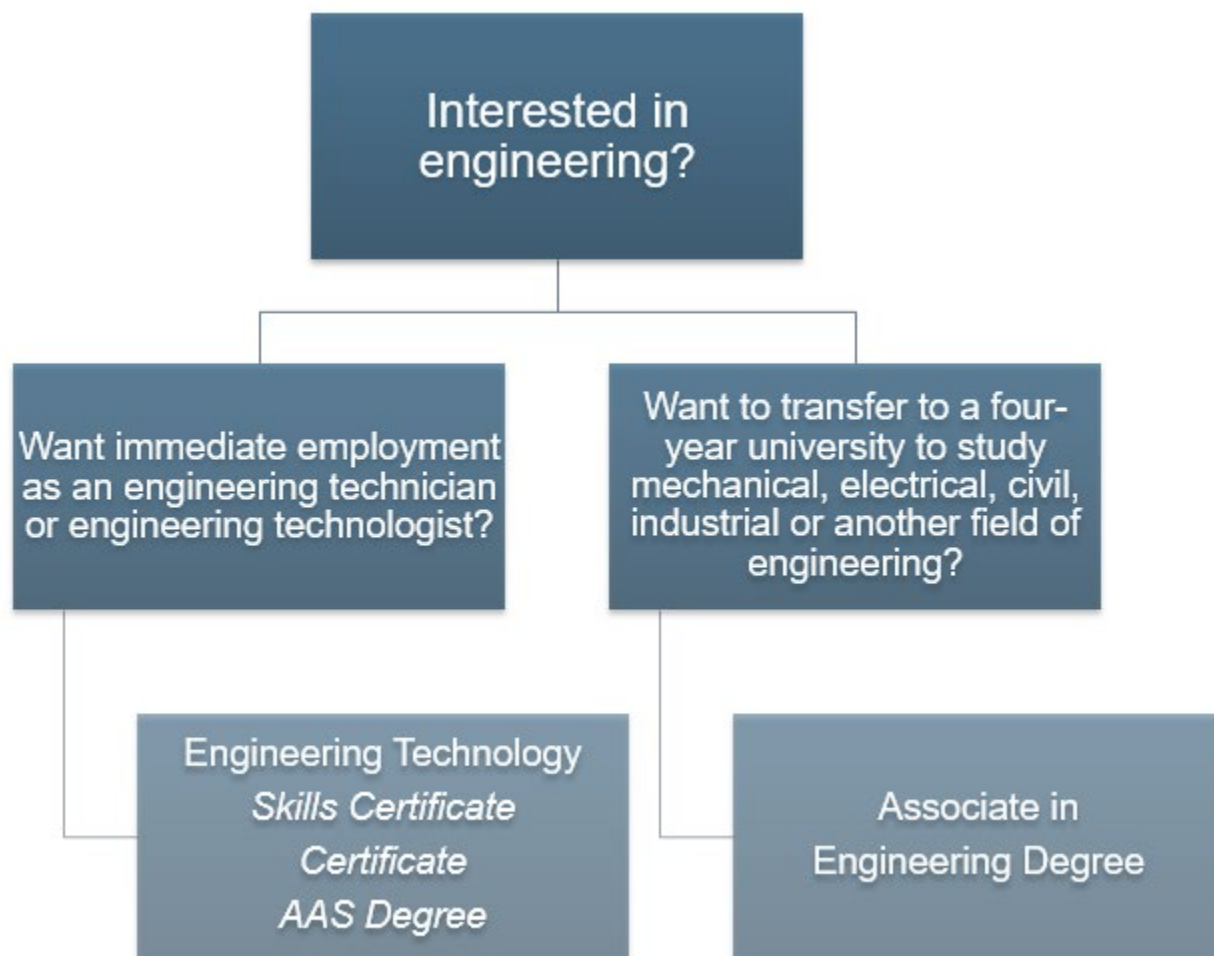 Interested in
engineering?
Want immediate employment
as an engineering technician
or engineering technologist?
Want to transfer to a four-
year university to study
mechanical, electrical, civil,
industrial or another field of
engineering?
Engineering Technology
Skills Certificate
Certificate
AAS Degree
Associate in
Engineering Degree